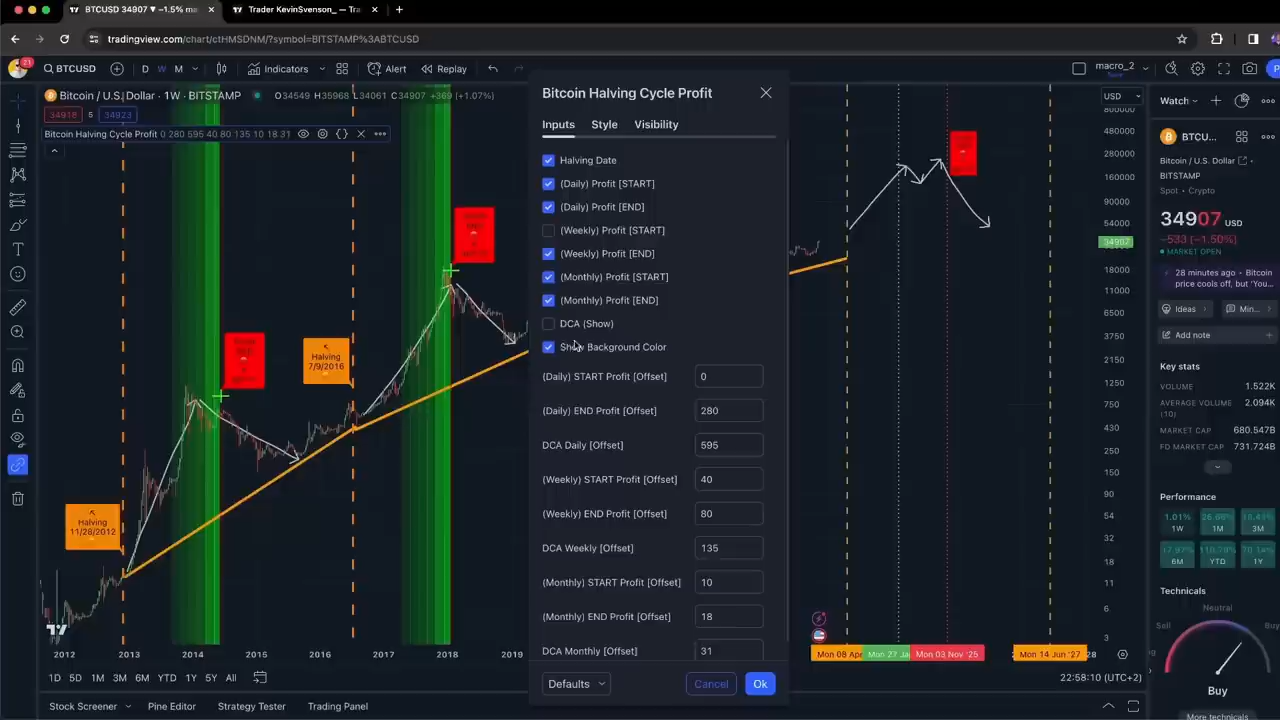 BTCUSD 34907 ▼ −1.5% mar
Trader KevinSvenson_ — Tra
tradingview.com/chart/ctHMSDNM/?symbol=BITSTAMP%3ABTCUSD
21
BTCUSD
D W M
Indicators
Alert
Replay
macro_2
Save
Bitcoin / U.S. Dollar · 1W · BITSTAMP
O34549 H35968 L34061 C34907 +369 (+1.07%)
34918 5 34923
Bitcoin Halving Cycle Profit 0 280 595 40 80 135 10 18 31
Halving
11/28/2012
Halving
7/9/2016
Bitcoin Halving Cycle Profit
Inputs Style Visibility
Halving Date
(Daily) Profit [START]
(Daily) Profit [END]
(Weekly) Profit [START]
(Weekly) Profit [END]
(Monthly) Profit [START]
(Monthly) Profit [END]
DCA (Show)
Show Background Color
(Daily) START Profit [Offset] 0
(Daily) END Profit [Offset] 280
DCA Daily [Offset] 595
(Weekly) START Profit [Offset] 40
(Weekly) END Profit [Offset] 80
DCA Weekly [Offset] 135
(Monthly) START Profit [Offset] 10
(Monthly) END Profit [Offset] 18
DCA Monthly [Offset] 31
Defaults
Cancel
Ok
USD
800000
480000
280000
160000
90000
54000
34907
18000
11000
6500
3750
2150
1250
750
430
250
150
90
54
32
18
11
6
3
2012 2013 2014 2015 2016 2017 2018 2019
Mon 08 Apr
Mon 27 Ja
Mon 03 Nov '25
Mon 14 Jun '27
28
1D 5D 1M 3M 6M YTD 1Y 5Y All
22:58:10 (UTC+2)
Stock Screener
Pine Editor
Strategy Tester
Trading Panel
Watch
BTCU...
Bitcoin / U.S. Dollar
BITSTAMP
Spot • Crypto
34907 USD
−533 (−1.50%)
MARKET OPEN
28 minutes ago • Bitcoin
price cools off, but 'You...
Ideas
Min...
Add note
Key stats
VOLUME 1.522K
AVERAGE VOLUME
(10) 2.094K
MARKET CAP 680.547B
FD MARKET CAP 731.724B
Performance
1.01%
1W
1M
3M
6M
YTD
1Y
Technicals
Neutral
Sell
Buy
Buy
More technicals